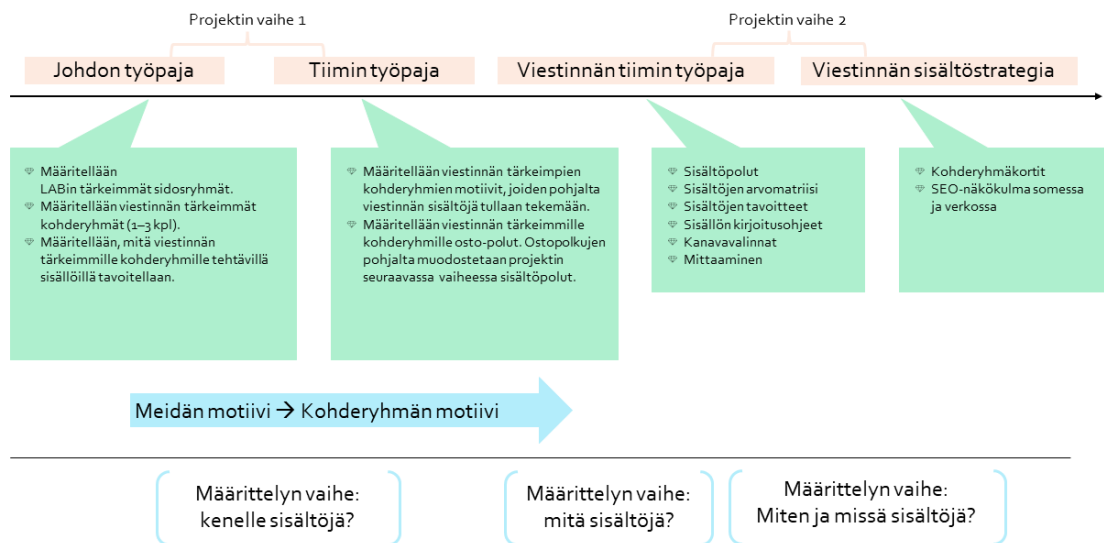 Projektin vaihe 1
Projektin vaihe 2
Johdon työpaja
Tiimin työpaja
Viestinnän tiimin työpaja
Viestinnän sisältöstrategia
Määritellään
LABin tärkeimmät sidosryhmät.
Määritellään viestinnän tärkeimmät
kohderyhmät (1–3 kpl).
Määritellään, mitä viestinnän
tärkeimmille kohderyhmille tehtävillä
sisällöillä tavoitellaan.
Määritellään viestinnän tärkeimpien
kohderyhmien motiivit, joiden pohjalta
viestinnän sisältöjä tullaan tekemään.
Määritellään viestinnän tärkeimmille
kohderyhmille osto-polut. Ostopolkujen
pohjalta muodostetaan projektin
seuraavassa vaiheessa sisältöpolut.
Sisältöpolut
Sisältöjen arvomatriisi
Sisältöjen tavoitteet
Sisällön kirjoitusohjeet
Kanavavalinnat
Mittaaminen
Kohderyhmäkortit
SEO-näkökulma somessa
ja verkossa
Meidän motiivi → Kohderyhmän motiivi
Määrittelyn vaihe:
kenelle sisältöjä?
Määrittelyn vaihe:
mitä sisältöjä?
Määrittelyn vaihe:
Miten ja missä sisältöjä?